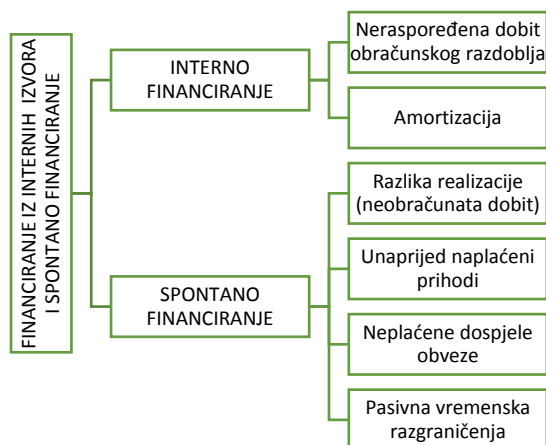 FINANCIRANJE IZ INTERNIH IZVORA
I SPONTANO FINANCIRANJE
INTERNO
FINANCIRANJE
Neraspoređena dobit
obračunskog razdoblja
Amortizacija
SPONTANO
FINANCIRANJE
Razlika realizacije
(neobračunata dobit)
Unaprijed naplaćeni
prihodi
Neplaćene dospjele
obveze
Pasivna vremenska
razgraničenja